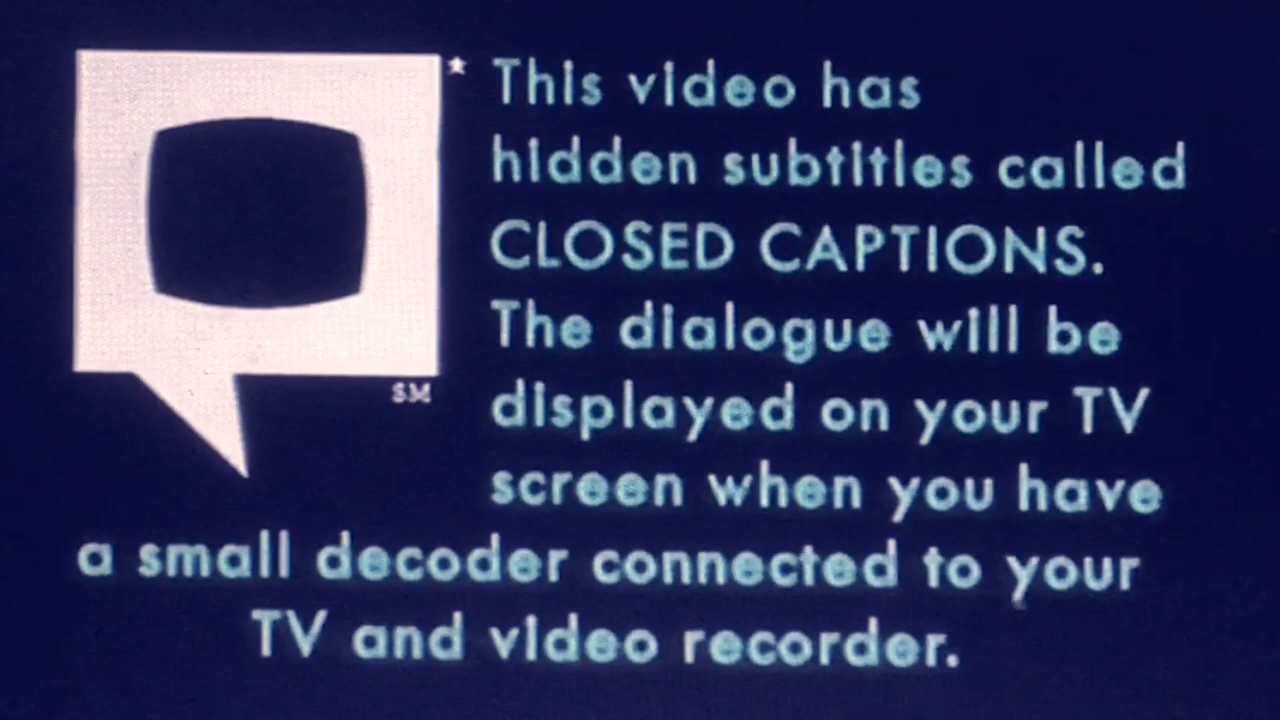 * This video has
hidden subtitles called
CLOSED CAPTIONS.
The dialogue will be
displayed on your TV
screen when you have
SM
a small decoder connected to your
TV and video recorder.